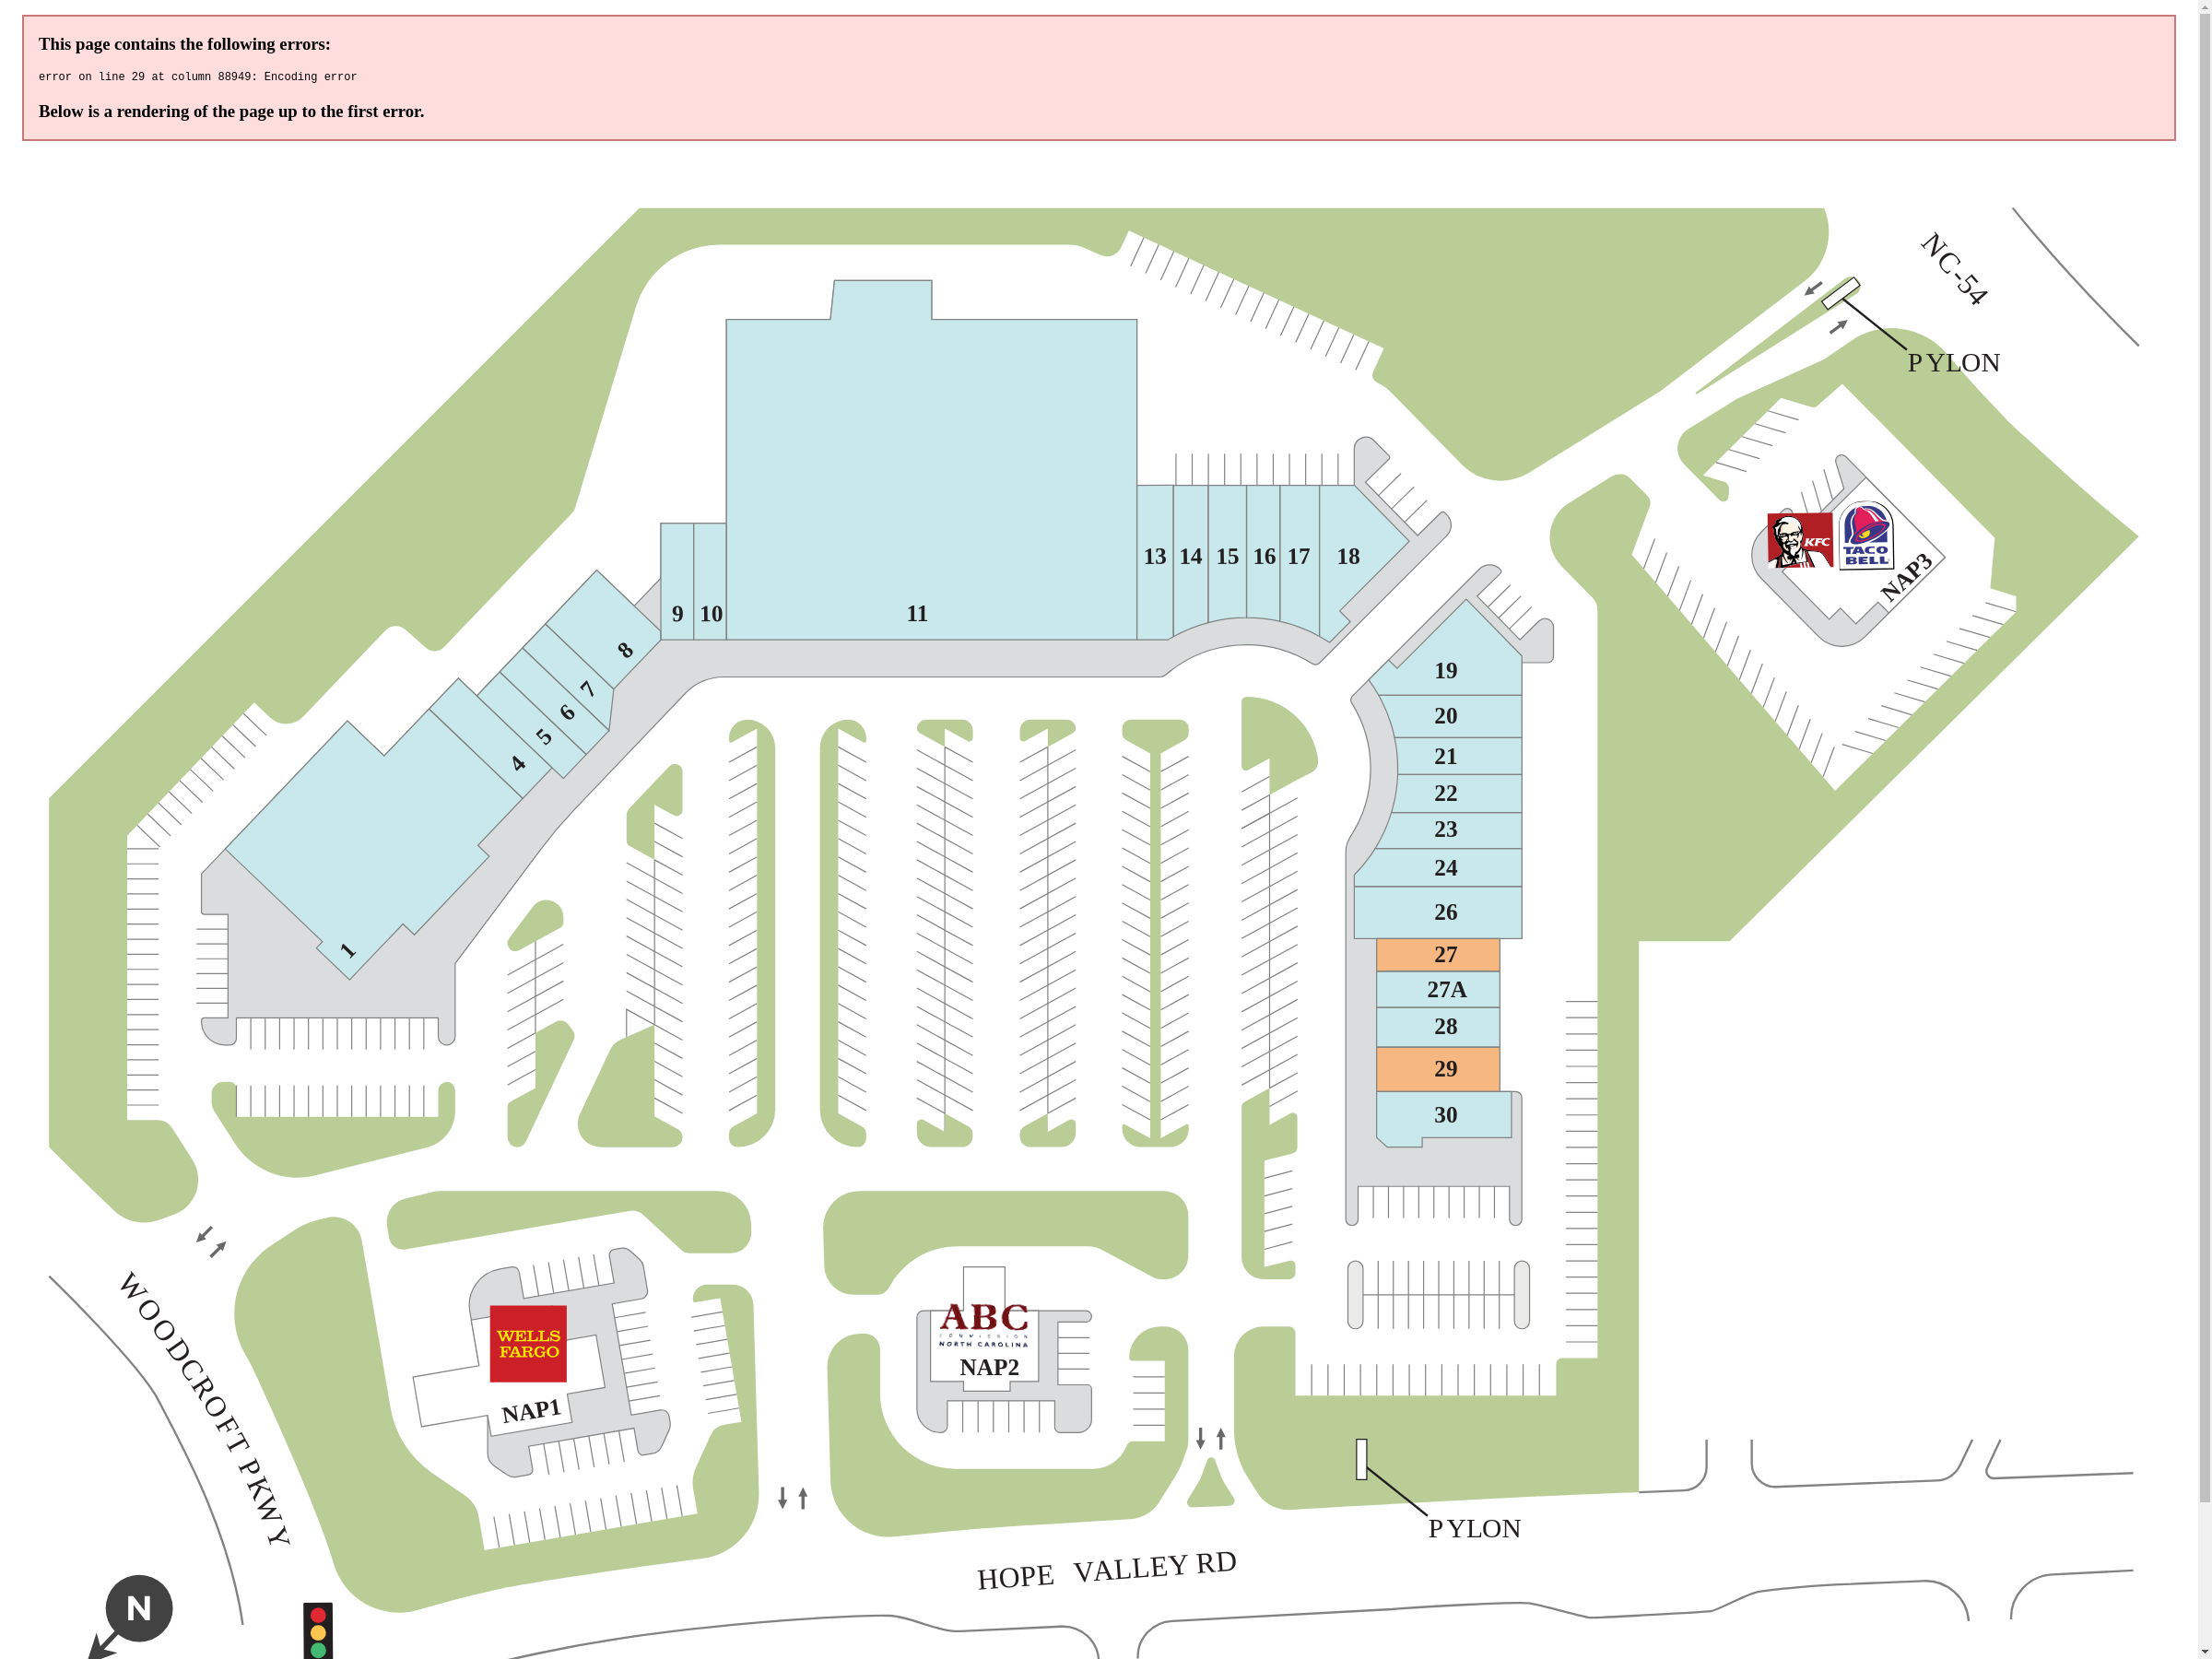 This page contains the following errors:
error on line 29 at column 88949: Encoding error
Below is a rendering of the page up to the first error.
NC-54
PYLON
KFC
TACO
BELL
NAP3
13 14 15 16 17 18
9 10 11
8
7
6
5
4
1
19
20
21
22
23
24
26
27
27A
28
29
30
WELLS
FARGO
NAP1
ABC
COMMISSION
NORTH CAROLINA
NAP2
WOODCROFT PKWY
PYLON
HOPE VALLEY RD
N